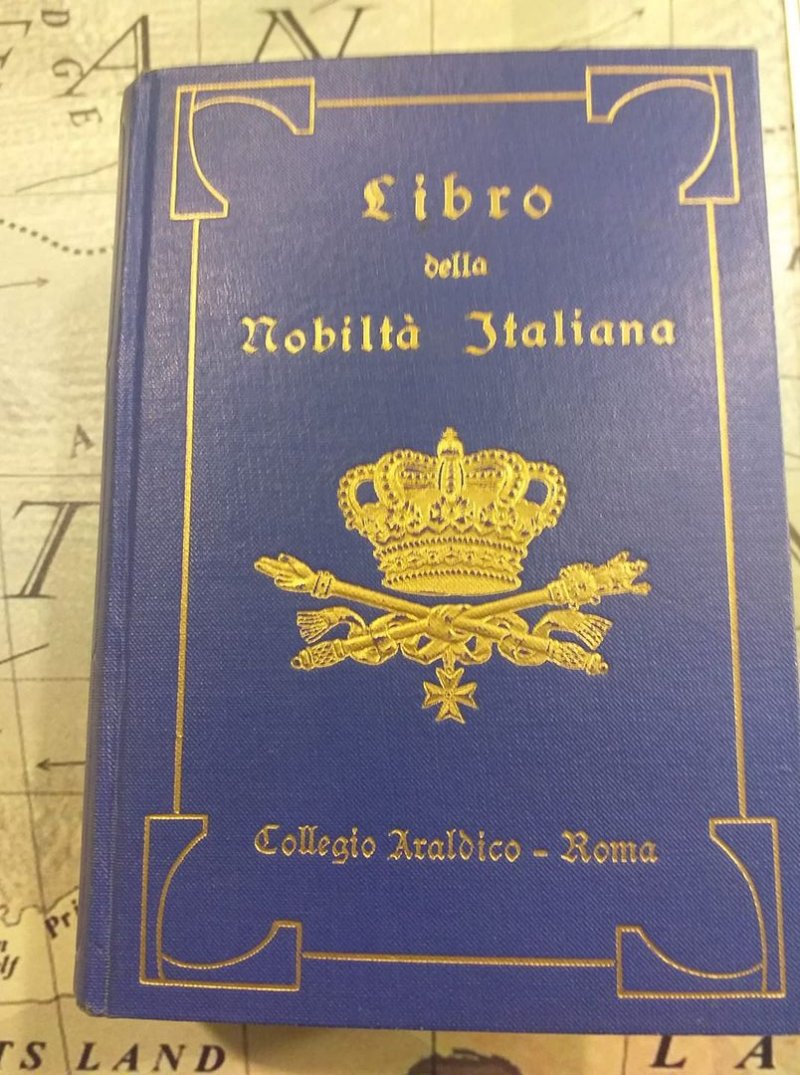 Libro
della
Nobiltà Italiana
Collegio Araldico - Roma
TS LAND
L A